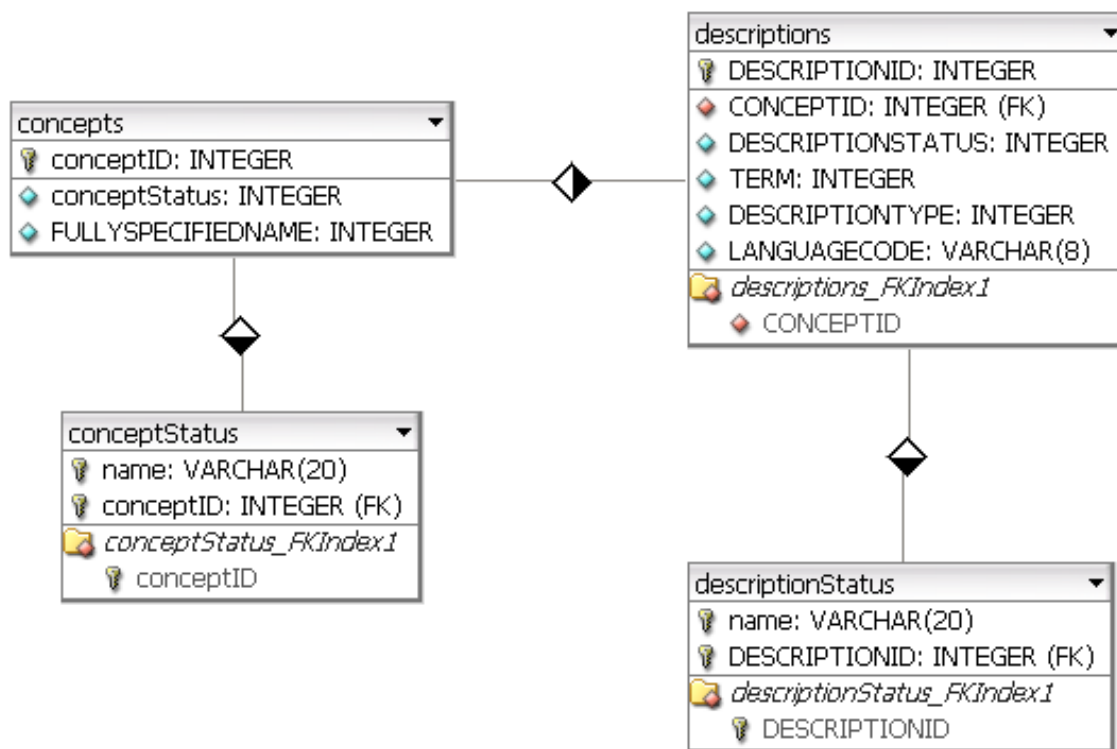 concepts
conceptID: INTEGER
conceptStatus: INTEGER
FULLYSPECIFIEDNAME: INTEGER
descriptions
DESCRIPTIONID: INTEGER
CONCEPTID: INTEGER (FK)
DESCRIPTIONSTATUS: INTEGER
TERM: INTEGER
DESCRIPTIONTYPE: INTEGER
LANGUAGECODE: VARCHAR(8)
descriptions_FKIndex1
CONCEPTID
conceptStatus
name: VARCHAR(20)
conceptID: INTEGER (FK)
conceptStatus_FKIndex1
conceptID
descriptionStatus
name: VARCHAR(20)
DESCRIPTIONID: INTEGER (FK)
descriptionStatus_FKIndex1
DESCRIPTIONID